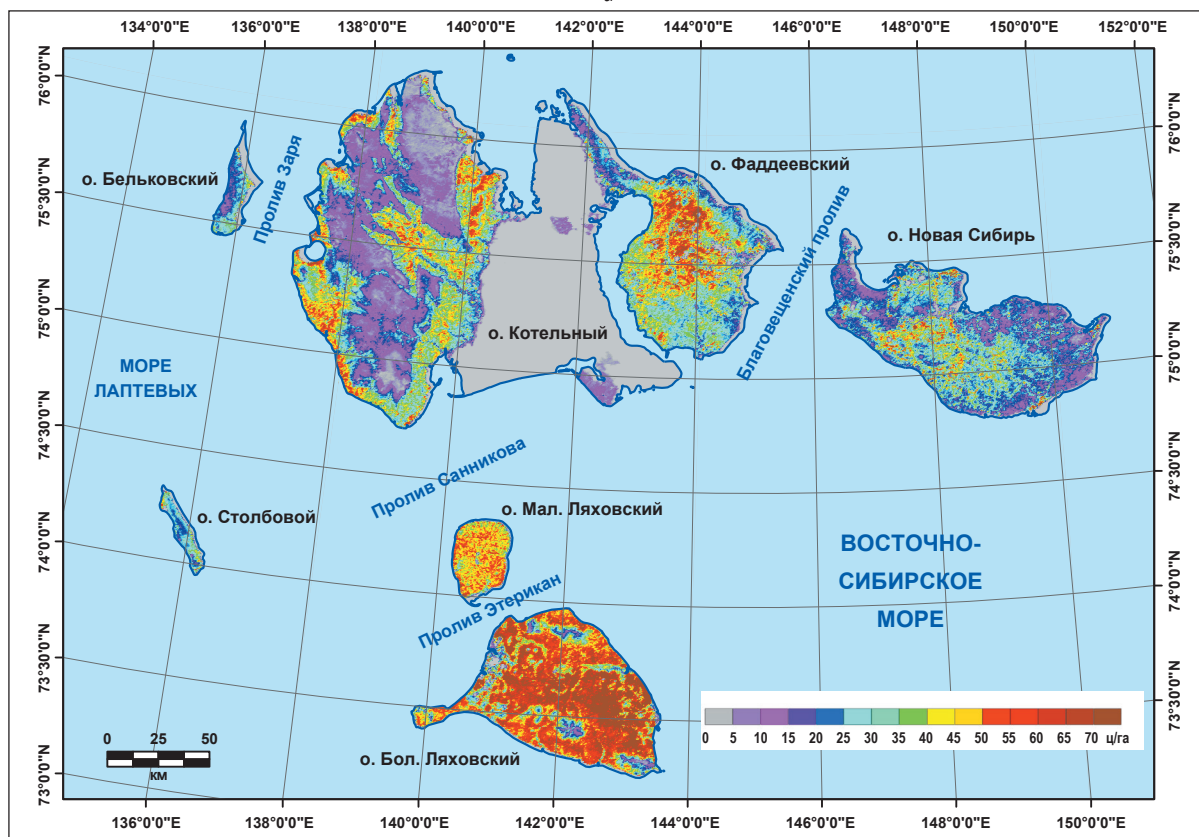 134°0'0"E 136°0'0"E 138°0'0"E 140°0'0"E 142°0'0"E 144°0'0"E 146°0'0"E 148°0'0"E 150°0'0"E 152°0'0"E
76°0'0"N
75°30'0"N
75°0'0"N
74°30'0"N
74°0'0"N
73°30'0"N
73°0'0"N
о. Бельковский
Пролив Заря
о. Фаддеевский
Благовещенский пролив
о. Новая Сибирь
о. Котельный
МОРЕ
ЛАПТЕВЫХ
Пролив Санникова
о. Столбовой
о. Мал. Ляховский
Пролив Этерикан
ВОСТОЧНО-
СИБИРСКОЕ
МОРЕ
о. Бол. Ляховский
0 25 50
км
0 5 10 15 20 25 30 35 40 45 50 55 60 65 70 ц/га
76°0'0"N
75°30'0"N
75°0'0"N
74°30'0"N
74°0'0"N
73°30'0"N
136°0'0"E 138°0'0"E 140°0'0"E 142°0'0"E 144°0'0"E 146°0'0"E 148°0'0"E 150°0'0"E